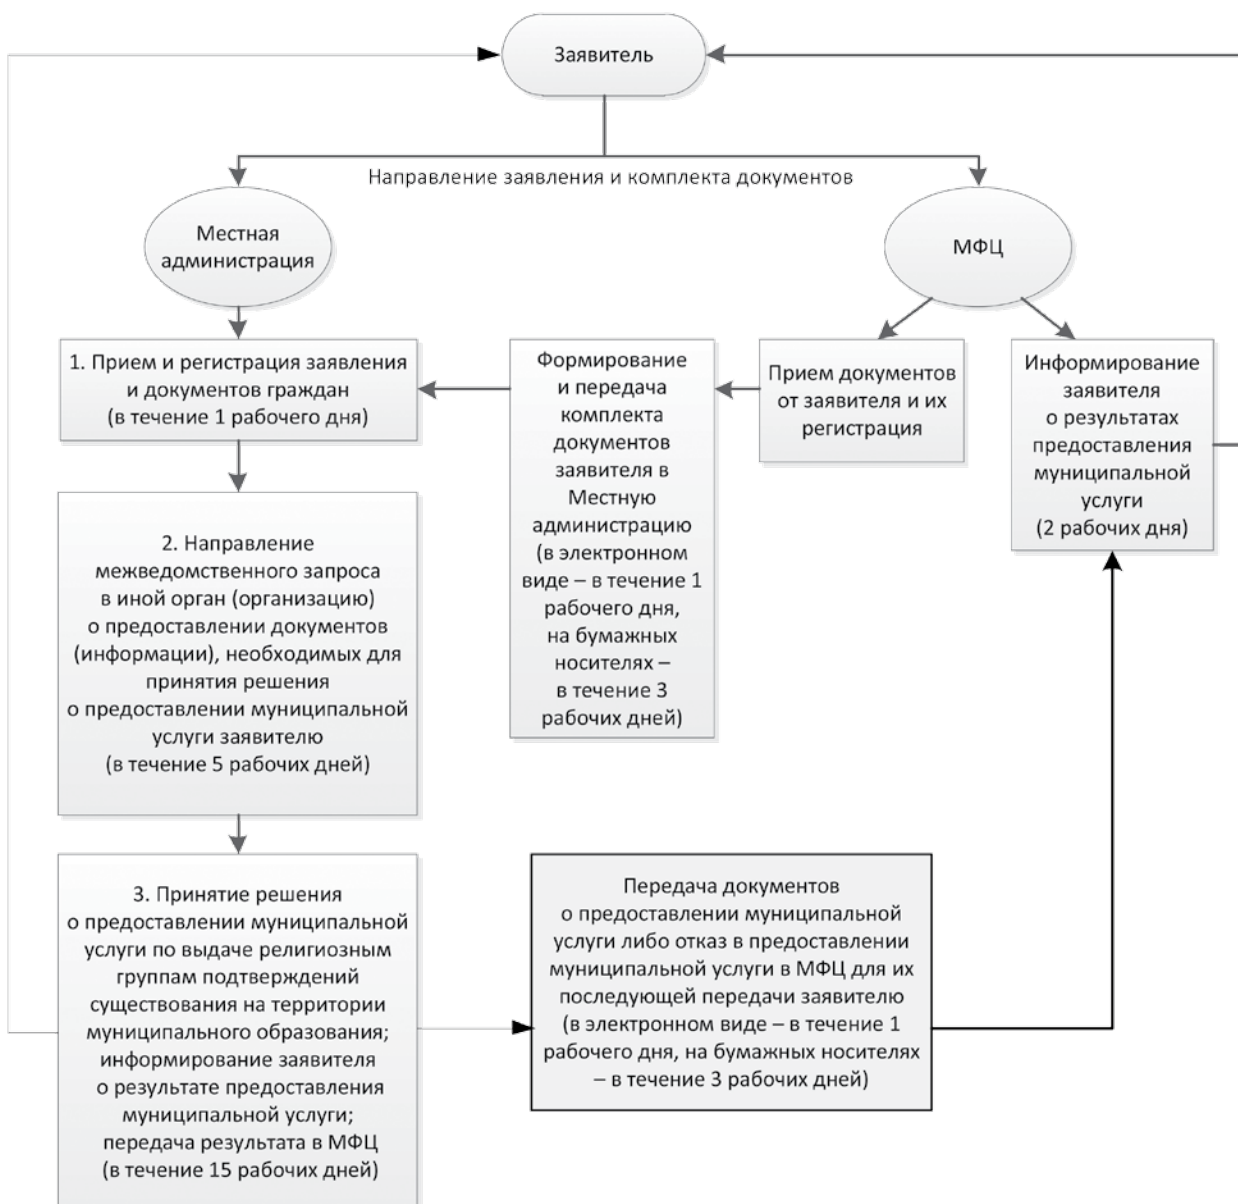 Заявитель
Направление заявления и комплекта документов
Местная
администрация
МФЦ
1. Прием и регистрация заявления
и документов граждан
(в течение 1 рабочего дня)
Формирование
и передача
комплекта
документов
заявителя в
Местную
администрацию
(в электронном
виде – в течение 1
рабочего дня,
на бумажных
носителях –
в течение 3
рабочих дней)
Прием документов
от заявителя и их
регистрация
Информирование
заявителя
о результатах
предоставления
муниципальной
услуги
(2 рабочих дня)
2. Направление
межведомственного запроса
в иной орган (организацию)
о предоставлении документов
(информации), необходимых для
принятия решения
о предоставлении муниципальной
услуги заявителю
(в течение 5 рабочих дней)
3. Принятие решения
о предоставлении муниципальной
услуги по выдаче религиозным
группам подтверждений
существования на территории
муниципального образования;
информирование заявителя
о результате предоставления
муниципальной услуги;
передача результата в МФЦ
(в течение 15 рабочих дней)
Передача документов
о предоставлении муниципальной
услуги либо отказ в предоставлении
муниципальной услуги в МФЦ для их
последующей передачи заявителю
(в электронном виде – в течение 1
рабочего дня, на бумажных носителях
– в течение 3 рабочих дней)